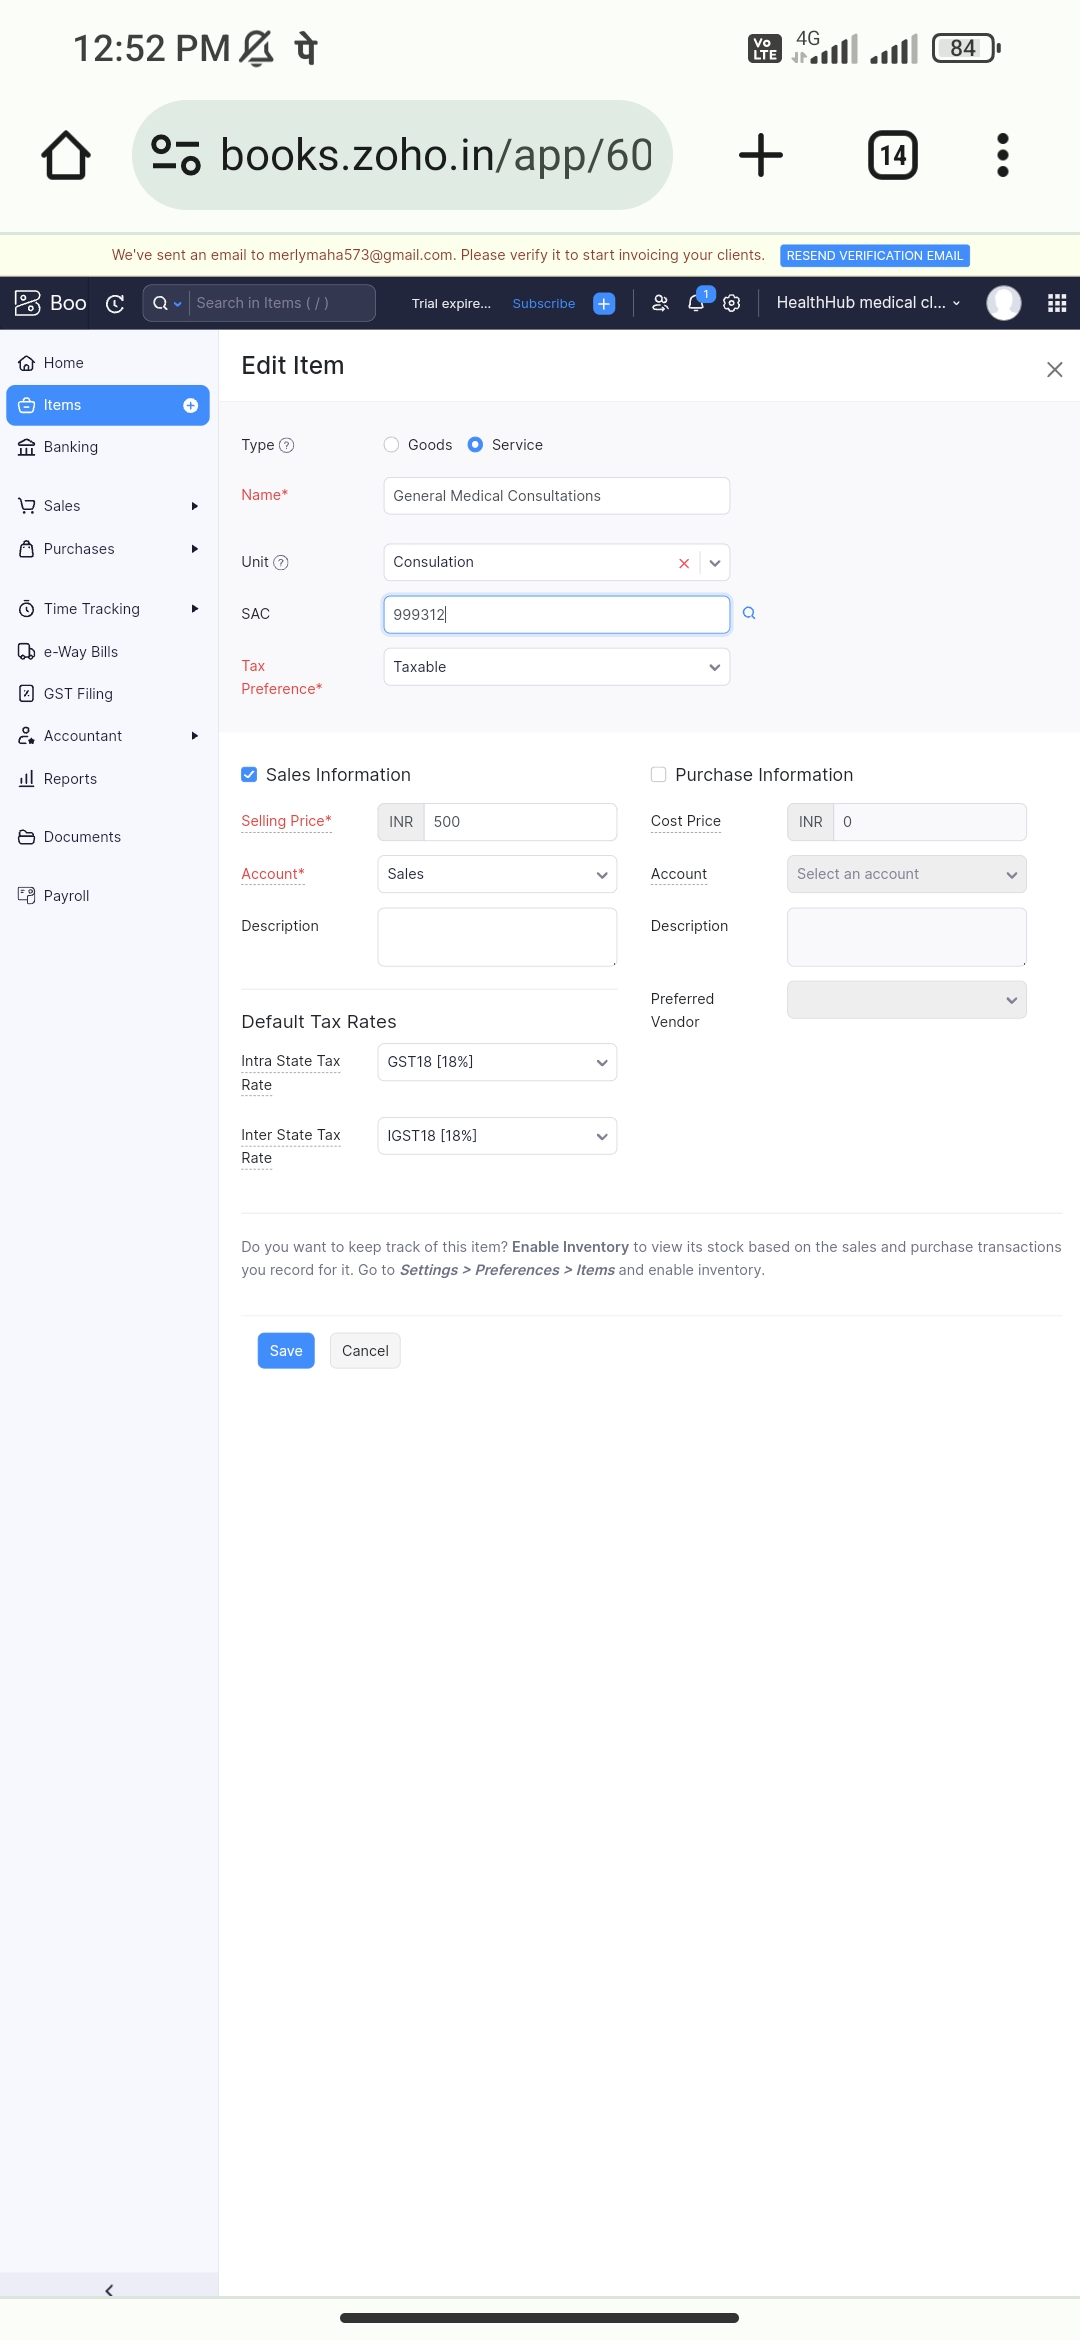 12:52 PM पे Vo LTE 4G 84
books.zoho.in/app/60 14
We've sent an email to merlymaha573@gmail.com. Please verify it to start invoicing your clients. RESEND VERIFICATION EMAIL
Boo Search in Items ( / ) Trial expire... Subscribe 1 HealthHub medical cl...
Home
Items
Banking
Sales
Purchases
Time Tracking
e-Way Bills
GST Filing
Accountant
Reports
Documents
Payroll
Edit Item
Type ? Goods Service
Name* General Medical Consultations
Unit ? Consulation
SAC 999312
Tax Taxable
Preference*
Sales Information
Selling Price* INR 500
Account* Sales
Description
Default Tax Rates
Intra State Tax GST18 [18%]
Rate
Inter State Tax IGST18 [18%]
Rate
Purchase Information
Cost Price INR 0
Account Select an account
Description
Preferred
Vendor
Do you want to keep track of this item? Enable Inventory to view its stock based on the sales and purchase transactions
you record for it. Go to Settings > Preferences > Items and enable inventory.
Save Cancel